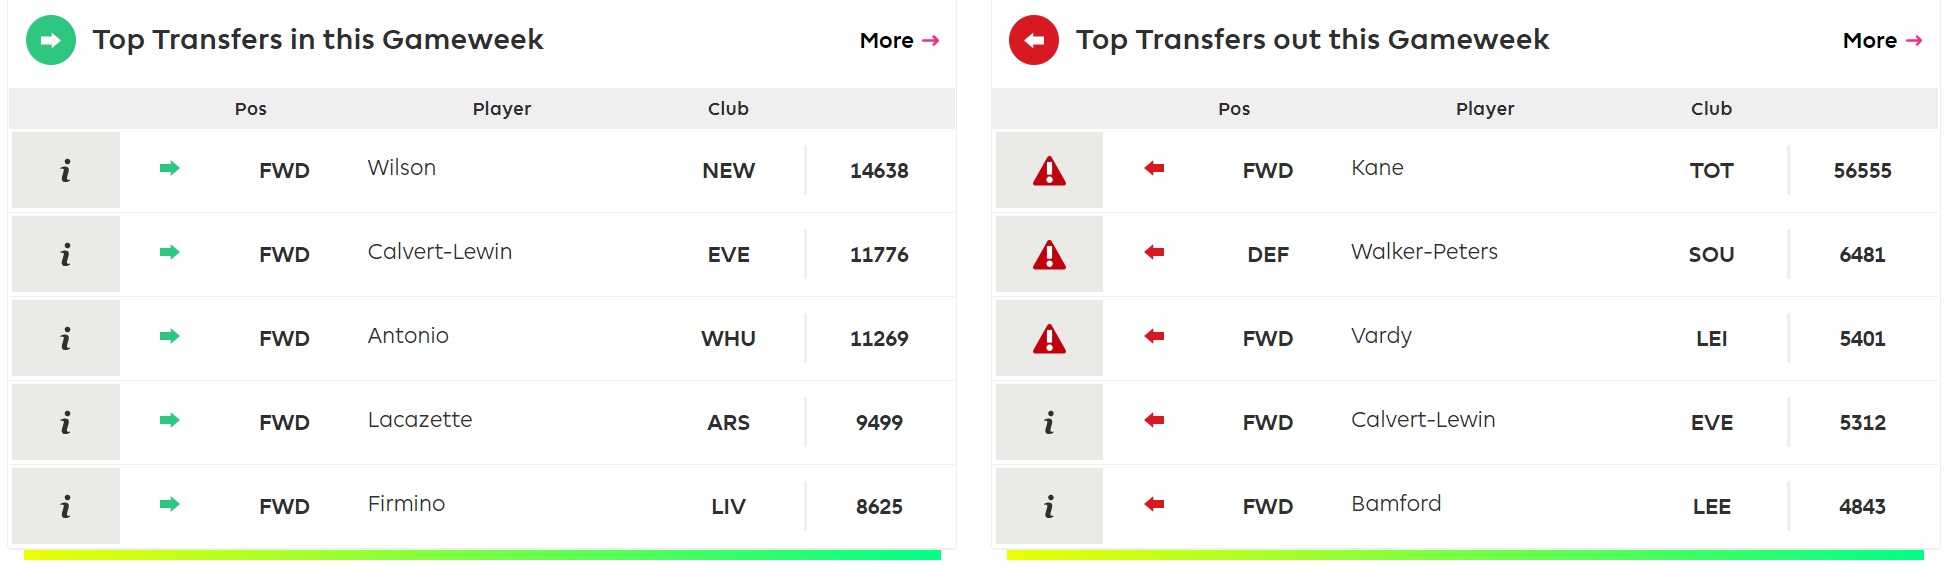 Top Transfers in this Gameweek More →
Pos Player Club
i FWD Wilson NEW 14638
i FWD Calvert-Lewin EVE 11776
i FWD Antonio WHU 11269
i FWD Lacazette ARS 9499
i FWD Firmino LIV 8625
Top Transfers out this Gameweek More →
Pos Player Club
! FWD Kane TOT 56555
! DEF Walker-Peters SOU 6481
! FWD Vardy LEI 5401
i FWD Calvert-Lewin EVE 5312
i FWD Bamford LEE 4843